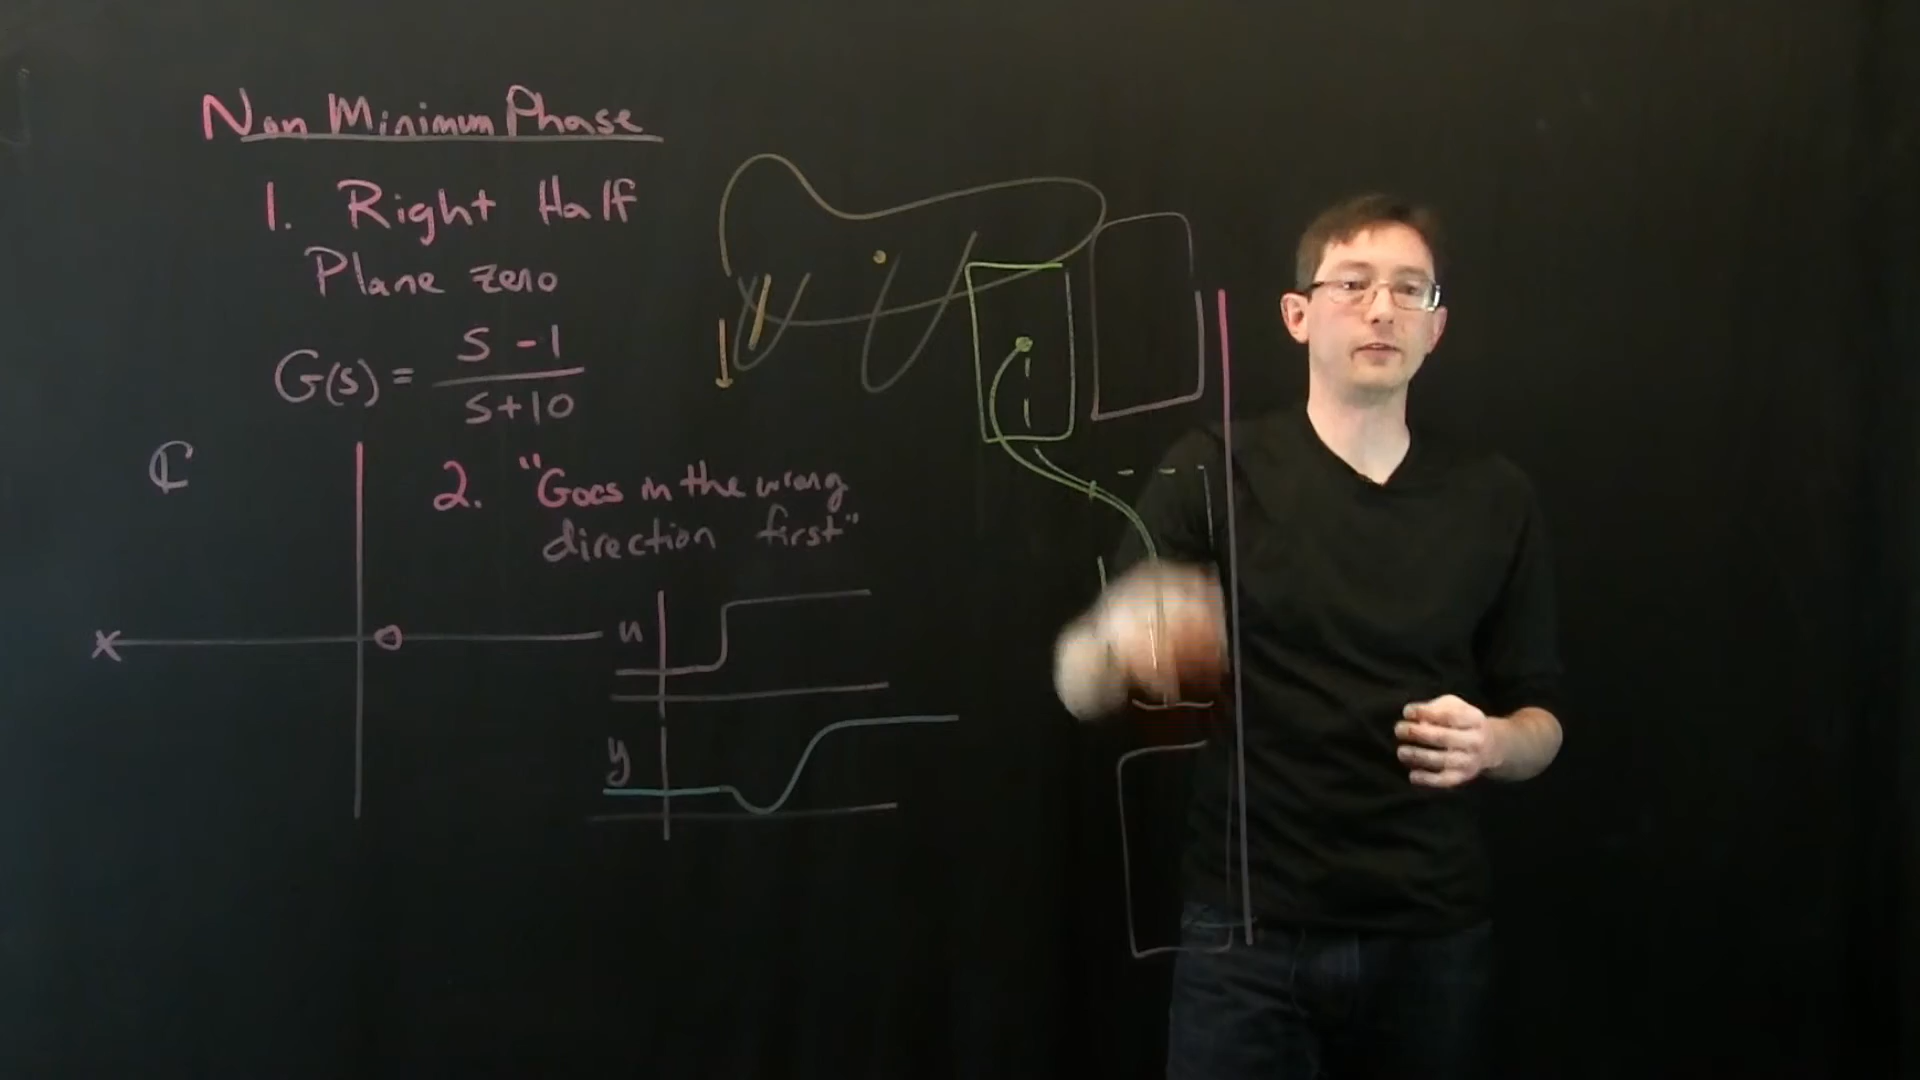 Non Minimum Phase
1. Right Half
Plane zero
G(s) = s - 1 / s + 10
ℂ
2. "Goes in the wrong
direction first"
u
y